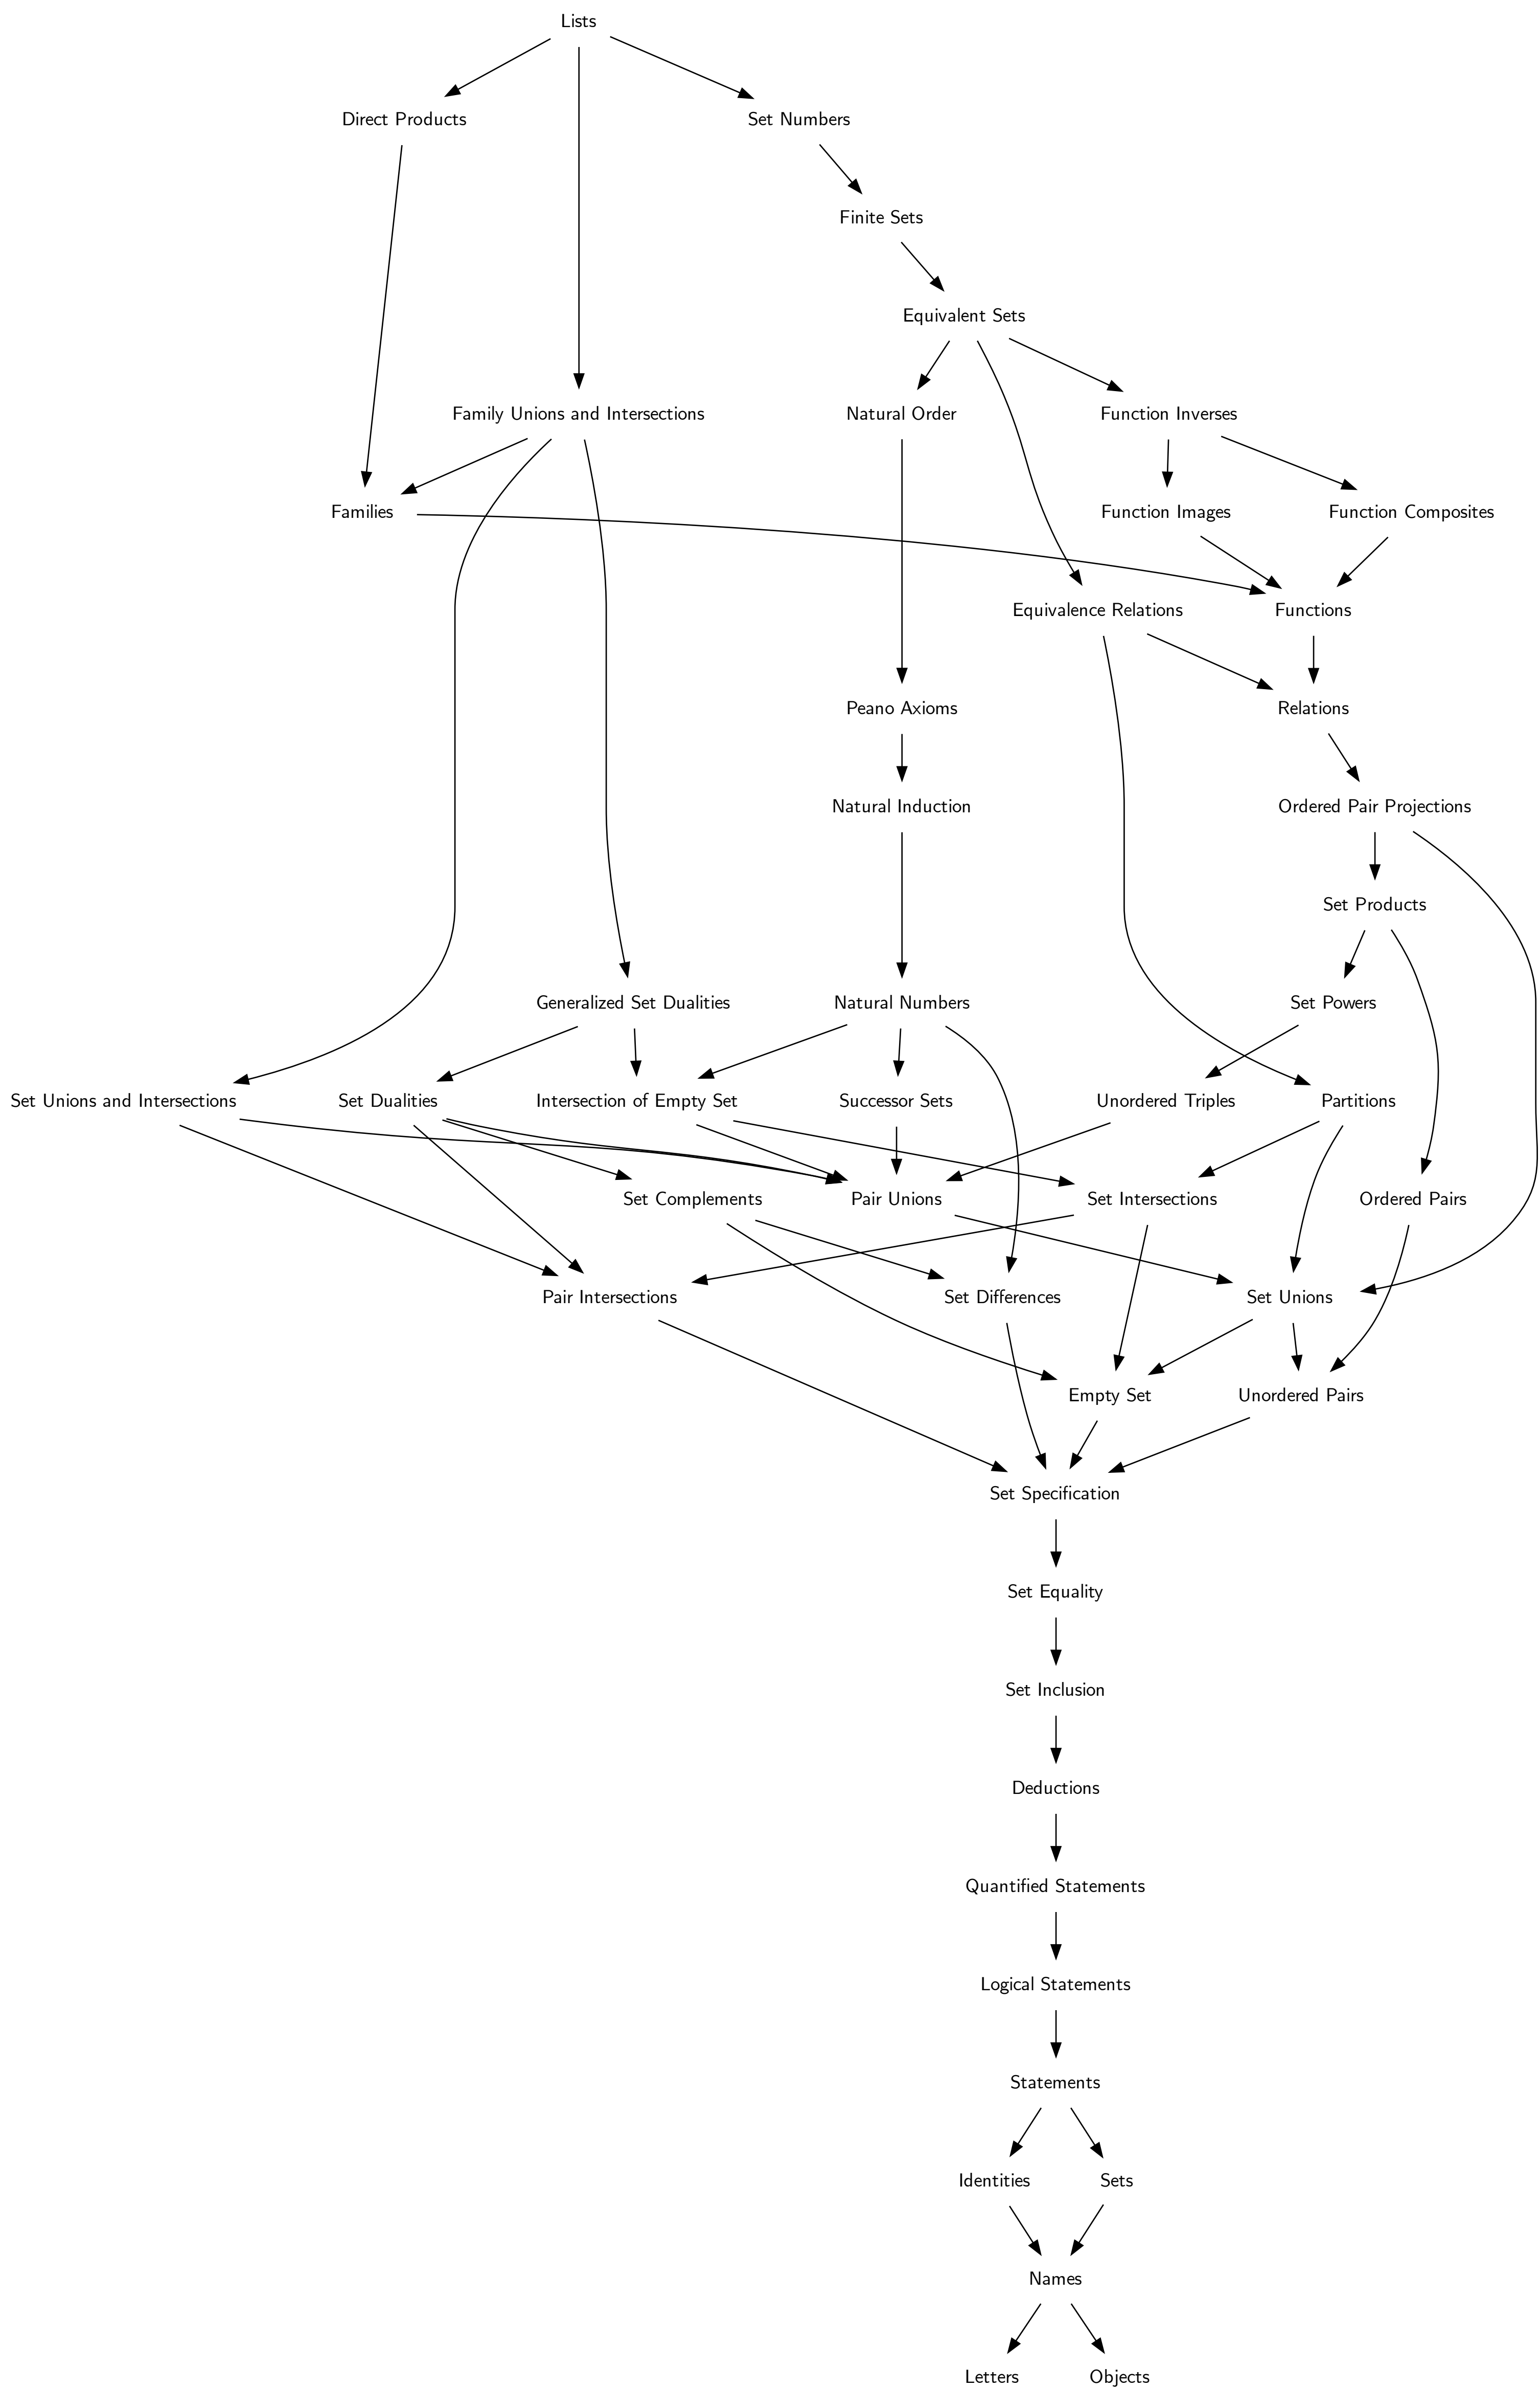 Lists
Direct Products
Set Numbers
Finite Sets
Equivalent Sets
Family Unions and Intersections
Natural Order
Function Inverses
Families
Function Images
Function Composites
Equivalence Relations
Functions
Peano Axioms
Relations
Natural Induction
Ordered Pair Projections
Set Products
Generalized Set Dualities
Natural Numbers
Set Powers
Set Unions and Intersections
Set Dualities
Intersection of Empty Set
Successor Sets
Unordered Triples
Partitions
Set Complements
Pair Unions
Set Intersections
Ordered Pairs
Pair Intersections
Set Differences
Set Unions
Empty Set
Unordered Pairs
Set Specification
Set Equality
Set Inclusion
Deductions
Quantified Statements
Logical Statements
Statements
Identities
Sets
Names
Letters
Objects